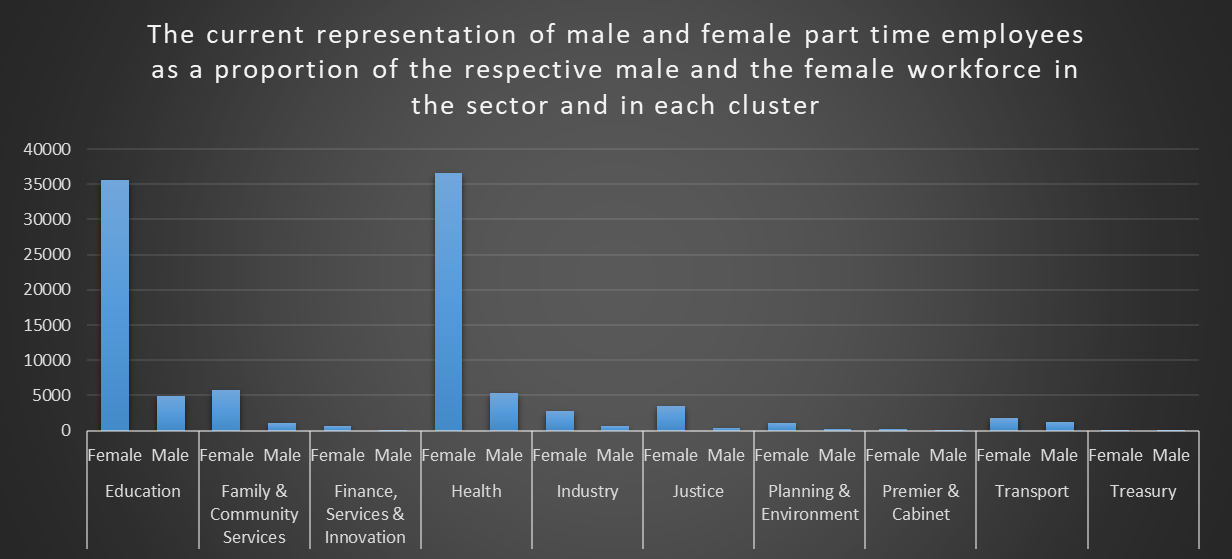 The current representation of male and female part time employees
as a proportion of the respective male and the female workforce in
the sector and in each cluster
40000
35000
30000
25000
20000
15000
10000
5000
0
Female Male Female Male Female Male Female Male Female Male Female Male Female Male Female Male Female Male Female Male
Education Family & Finance, Health Industry Justice Planning & Premier & Transport Treasury
Community Services & Environment Cabinet
Services Innovation